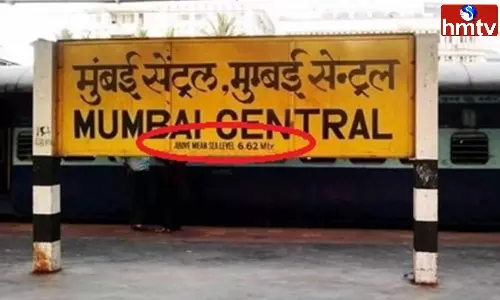 hmtv
मुंबई सेंट्रल, मुम्बई सेन्ट्रल
MUMBAI CENTRAL
ABOVE MEAN SEA LEVEL 6.62 Mtr